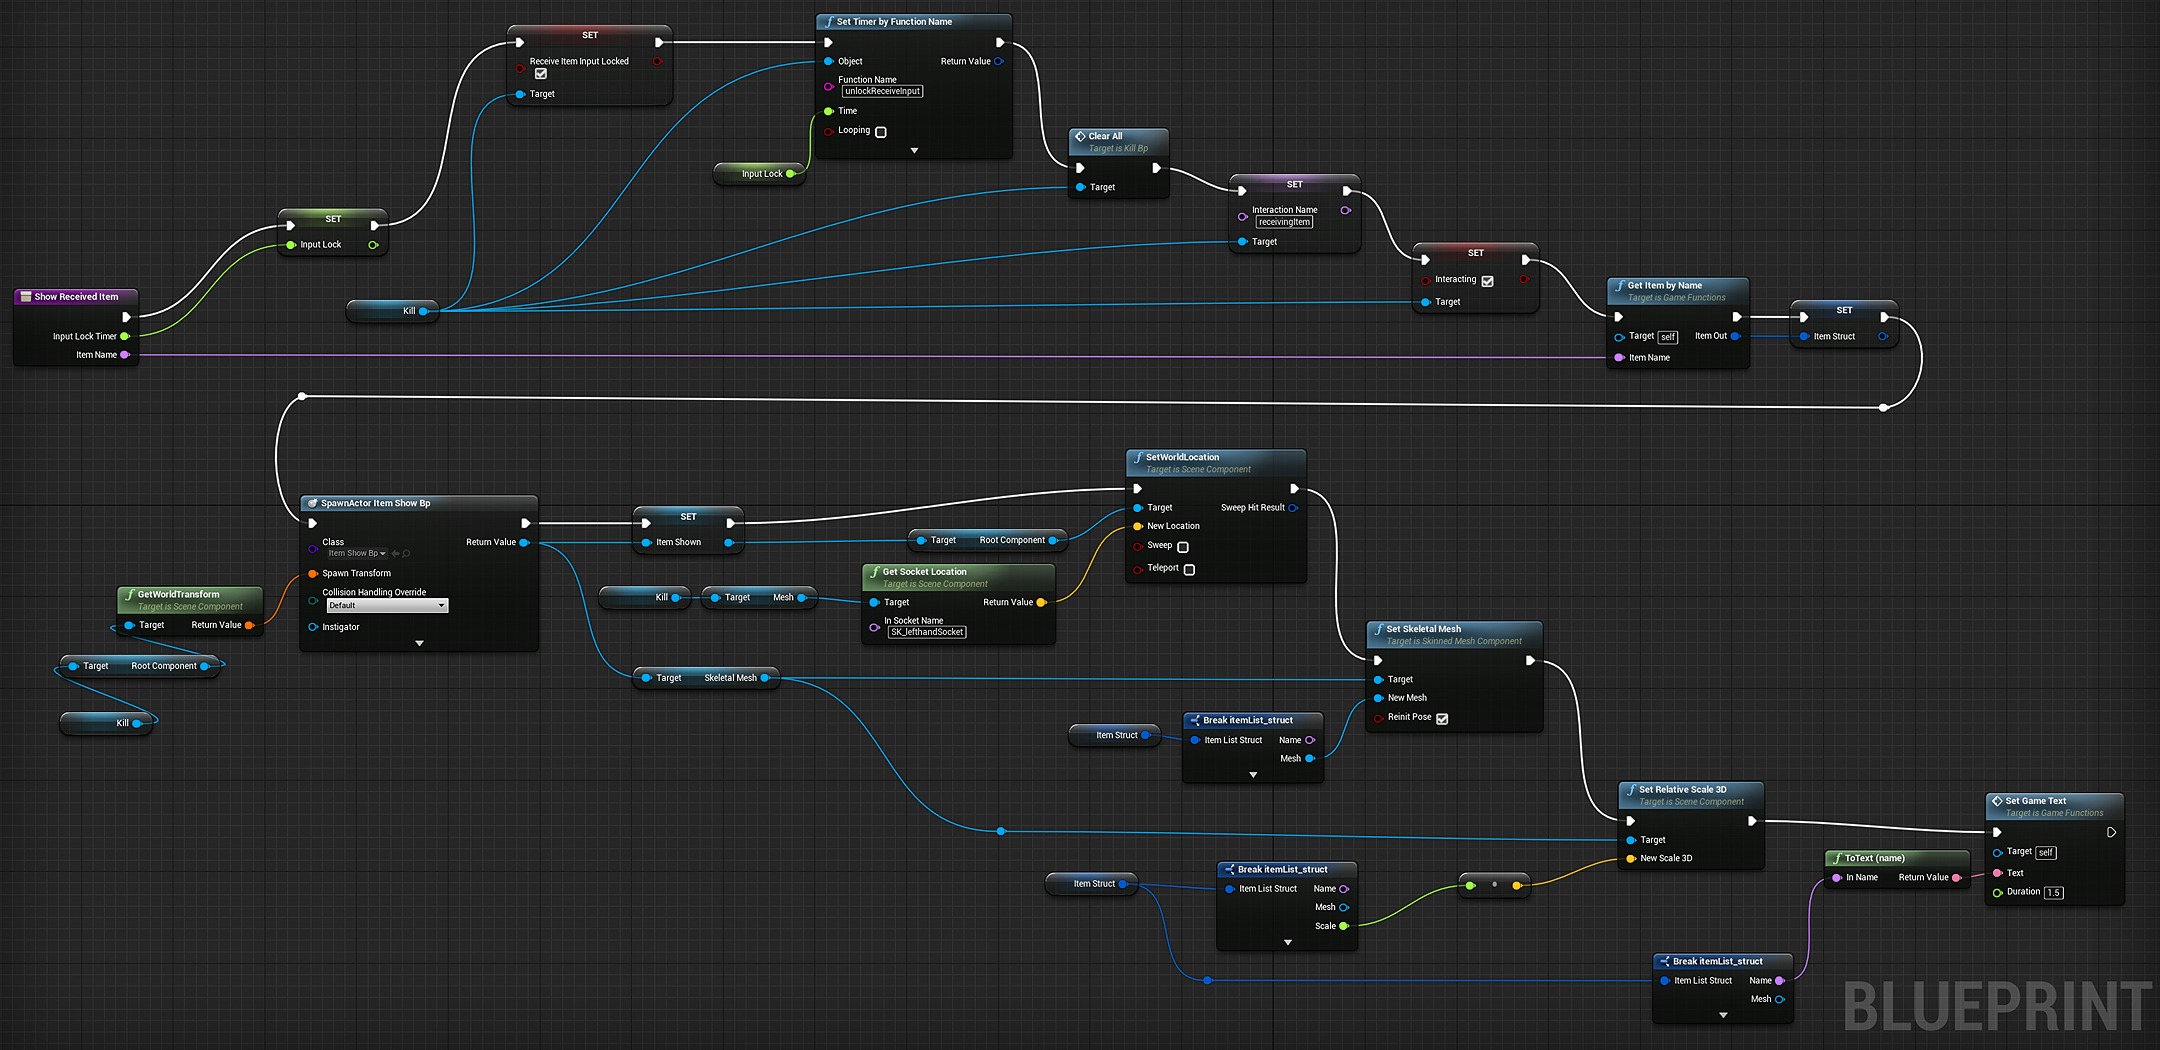 SET
Receive Item Input Locked
Target
Set Timer by Function Name
Object
Return Value
Function Name
unlockReceiveInput
Time
Looping
Input Lock
Clear All
Target is Kill Bp
Target
SET
Interaction Name
receivingItem
Target
SET
Interacting
Target
SET
Input Lock
Kill
Show Received Item
Input Lock Timer
Item Name
Get Item by Name
Target is Game Functions
Target self
Item Out
Item Name
SET
Item Struct
SpawnActor Item Show Bp
Class
Item Show Bp
Return Value
Spawn Transform
Collision Handling Override
Default
Instigator
GetWorldTransform
Target is Scene Component
Target Return Value
Target Root Component
Kill
SET
Item Shown
Target Root Component
SetWorldLocation
Target is Scene Component
Target
Sweep Hit Result
New Location
Sweep
Teleport
Kill
Target Mesh
Get Socket Location
Target is Scene Component
Target Return Value
In Socket Name
SK_lefthandSocket
Target Skeletal Mesh
Set Skeletal Mesh
Target is Skinned Mesh Component
Target
New Mesh
Reinit Pose
Item Struct
Break itemList_struct
Item List Struct Name
Mesh
Set Relative Scale 3D
Target is Scene Component
Target
New Scale 3D
Item Struct
Break itemList_struct
Item List Struct Name
Mesh
Scale
ToText (name)
In Name Return Value
Set Game Text
Target is Game Functions
Target self
Text
Duration 1.5
Break itemList_struct
Item List Struct Name
Mesh
BLUEPRINT